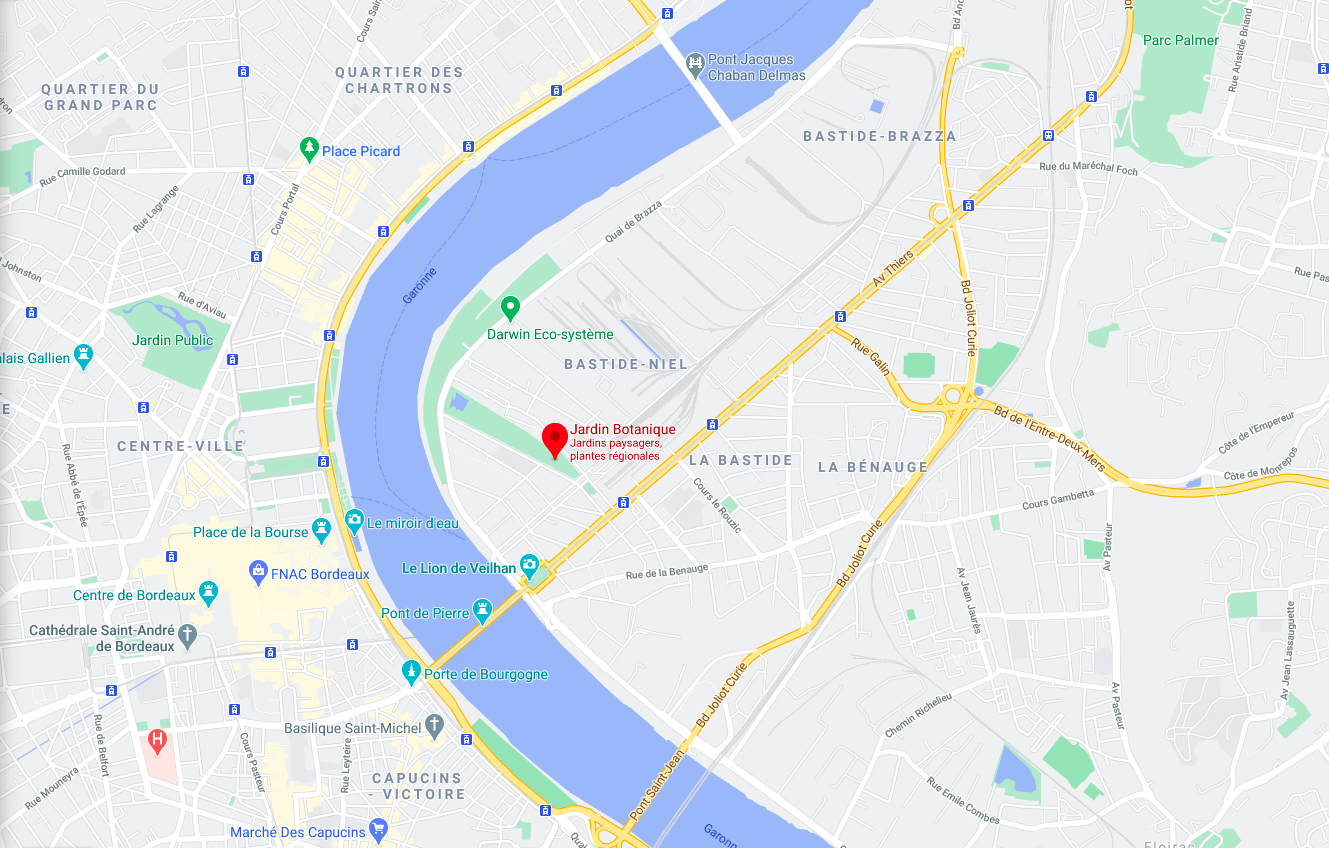 Cours Saint
QUARTIER DU
GRAND PARC
QUARTIER DES
CHARTRONS
Pont Jacques
Chaban Delmas
Bd And
Parc Palmer
Rue Aristide Briand
BASTIDE-BRAZZA
Place Picard
Rue Camille Godard
Rue Lagrange
Cours Portal
Rue du Maréchal Foch
Quai de Brazza
Johnston
Rue d'Aviau
Garonne
Av Thiers
Rue Pas
Bd Joliot Curie
Jardin Public
Darwin Eco-système
alais Gallien
BASTIDE-NIEL
Rue Galin
Jardin Botanique
Jardins paysagers,
plantes régionales
CENTRE-VILLE
LA BASTIDE
LA BÉNAUGE
Bd de l'Entre-Deux-Mers
Côte de l'Empereur
Côte de Monrepos
Rue Abbé de l'Épée
Cours le Rouzic
Cours Gambetta
Le miroir d'eau
Place de la Bourse
Bd Joliot Curie
Av Pasteur
Le Lion de Veilhan
FNAC Bordeaux
Rue de la Benauge
Centre de Bordeaux
Pont de Pierre
Av Jean Jaurès
Av Jean Lassauguette
Cathédrale Saint-André
de Bordeaux
Porte de Bourgogne
Bd Joliot Curie
Av Pasteur
Chemin Richelieu
Basilique Saint-Michel
Rue de Belfort
H
Cours Pasteur
Rue Leyteire
CAPUCINS
- VICTOIRE
Rue Mouneyra
Pont Saint-Jean
Rue Emile Combes
Marché Des Capucins
Garonn
Quai
Floirac